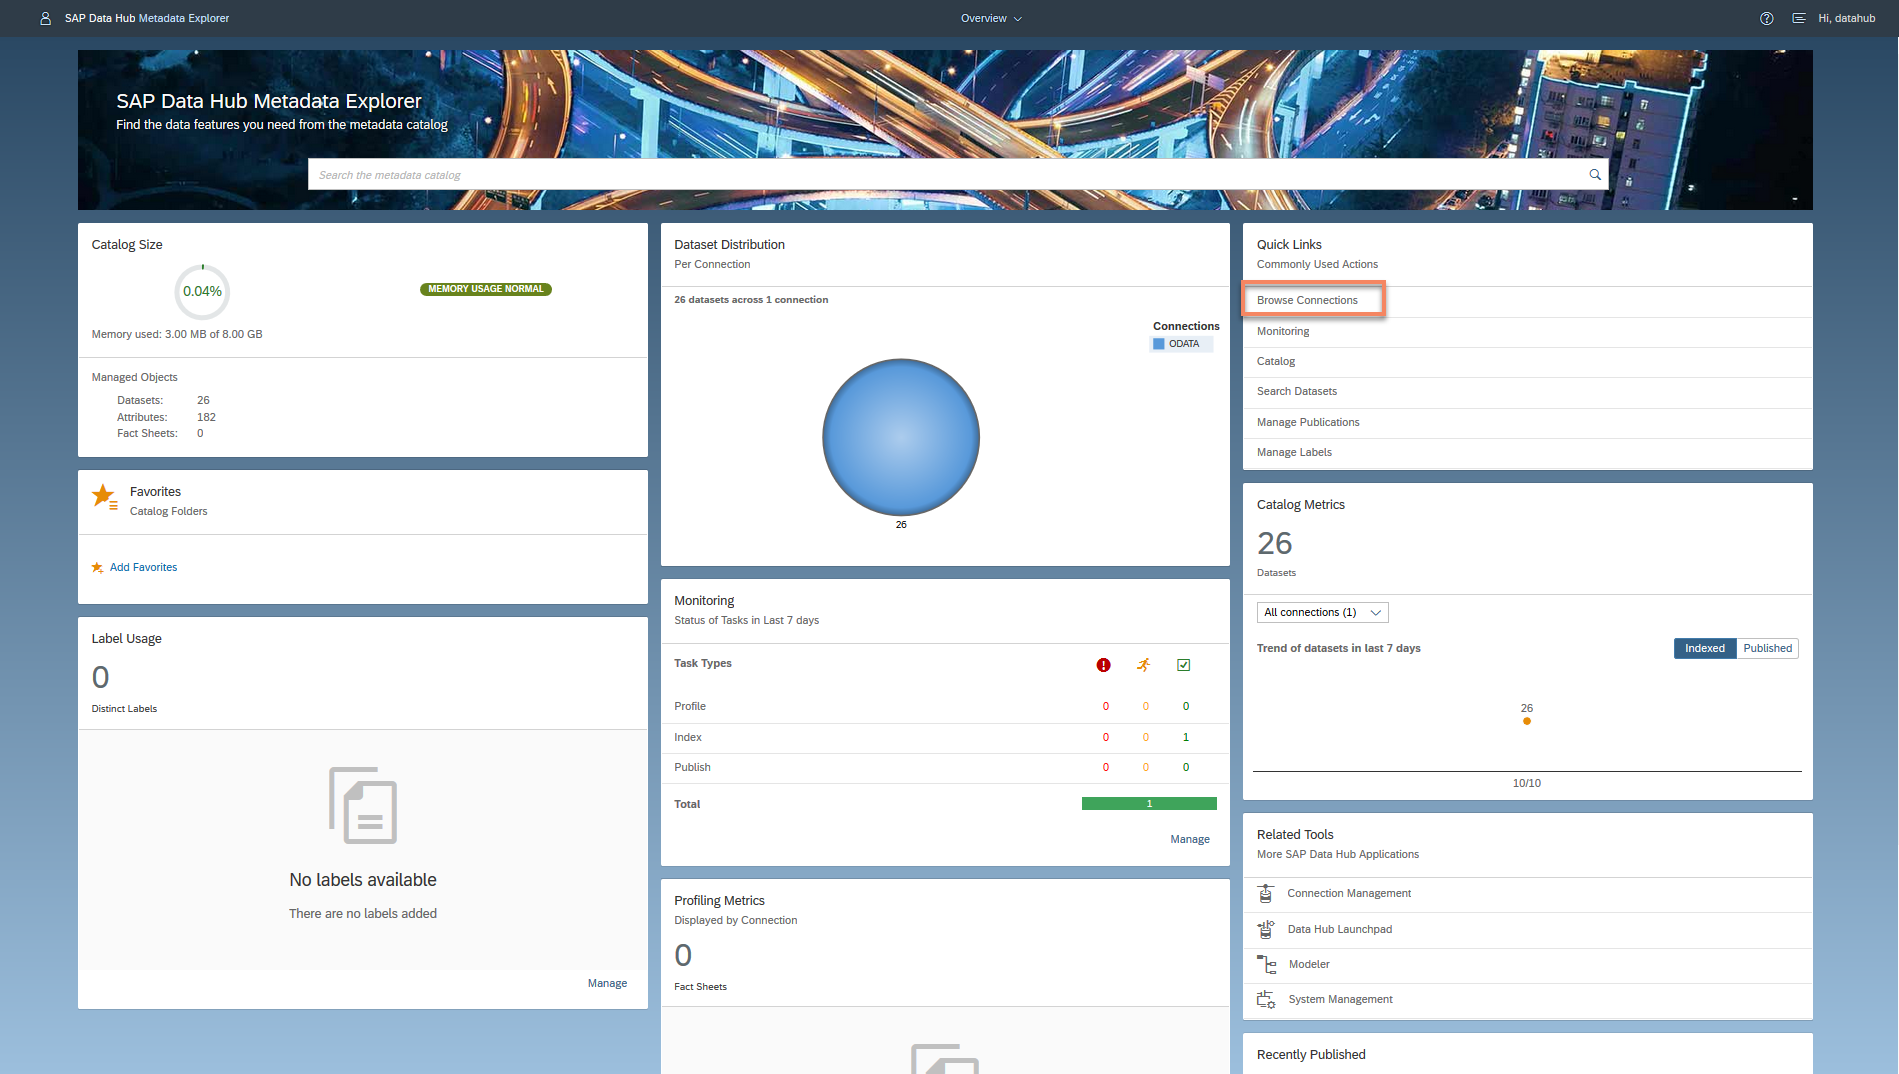 SAP Data Hub Metadata Explorer
Overview
Hi, datahub
SAP Data Hub Metadata Explorer
Find the data features you need from the metadata catalog
Search the metadata catalog
Catalog Size
0.04%
MEMORY USAGE NORMAL
Memory used: 3.00 MB of 8.00 GB
Managed Objects
Datasets: 26
Attributes: 182
Fact Sheets: 0
Favorites
Catalog Folders
Add Favorites
Label Usage
0
Distinct Labels
No labels available
There are no labels added
Manage
Dataset Distribution
Per Connection
26 datasets across 1 connection
Connections
ODATA
26
Monitoring
Status of Tasks in Last 7 days
Task Types
Profile 0 0 0
Index 0 0 1
Publish 0 0 0
Total 1
Manage
Profiling Metrics
Displayed by Connection
0
Fact Sheets
Quick Links
Commonly Used Actions
Browse Connections
Monitoring
Catalog
Search Datasets
Manage Publications
Manage Labels
Catalog Metrics
26
Datasets
All connections (1)
Trend of datasets in last 7 days
Indexed Published
26
10/10
Related Tools
More SAP Data Hub Applications
Connection Management
Data Hub Launchpad
Modeler
System Management
Recently Published